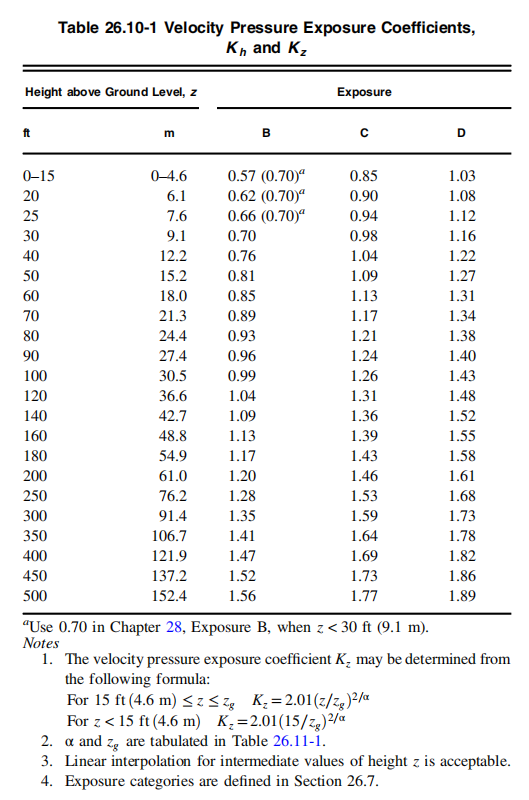 Table 26.10-1 Velocity Pressure Exposure Coefficients,
Kh and Kz
Height above Ground Level, z Exposure
ft m B C D
0–15 0–4.6 0.57 (0.70)a 0.85 1.03
20 6.1 0.62 (0.70)a 0.90 1.08
25 7.6 0.66 (0.70)a 0.94 1.12
30 9.1 0.70 0.98 1.16
40 12.2 0.76 1.04 1.22
50 15.2 0.81 1.09 1.27
60 18.0 0.85 1.13 1.31
70 21.3 0.89 1.17 1.34
80 24.4 0.93 1.21 1.38
90 27.4 0.96 1.24 1.40
100 30.5 0.99 1.26 1.43
120 36.6 1.04 1.31 1.48
140 42.7 1.09 1.36 1.52
160 48.8 1.13 1.39 1.55
180 54.9 1.17 1.43 1.58
200 61.0 1.20 1.46 1.61
250 76.2 1.28 1.53 1.68
300 91.4 1.35 1.59 1.73
350 106.7 1.41 1.64 1.78
400 121.9 1.47 1.69 1.82
450 137.2 1.52 1.73 1.86
500 152.4 1.56 1.77 1.89
aUse 0.70 in Chapter 28, Exposure B, when z < 30 ft (9.1 m).
Notes
1. The velocity pressure exposure coefficient Kz may be determined from
the following formula:
For 15 ft (4.6 m) ≤ z ≤ zg Kz = 2.01(z/zg)2/α
For z < 15 ft (4.6 m) Kz = 2.01(15/zg)2/α
2. α and zg are tabulated in Table 26.11-1.
3. Linear interpolation for intermediate values of height z is acceptable.
4. Exposure categories are defined in Section 26.7.